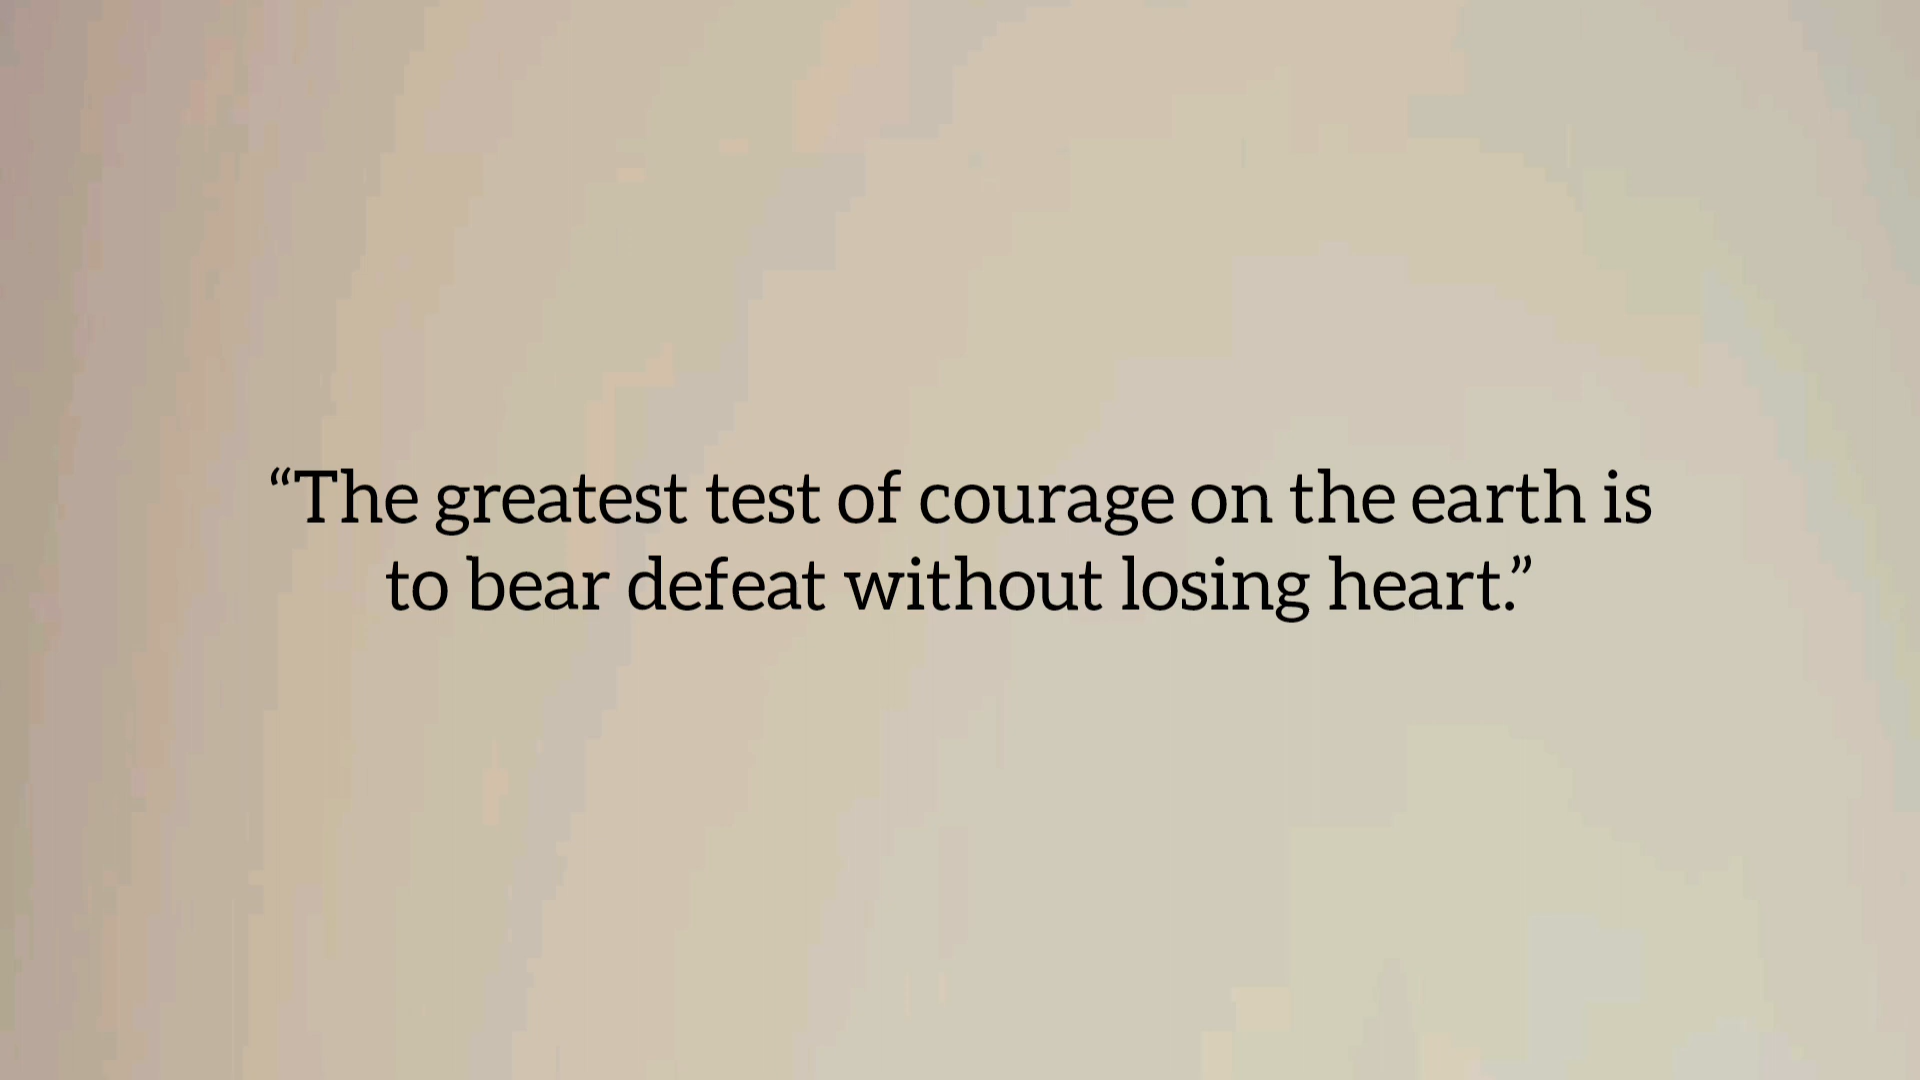 “The greatest test of courage on the earth is
to bear defeat without losing heart.”